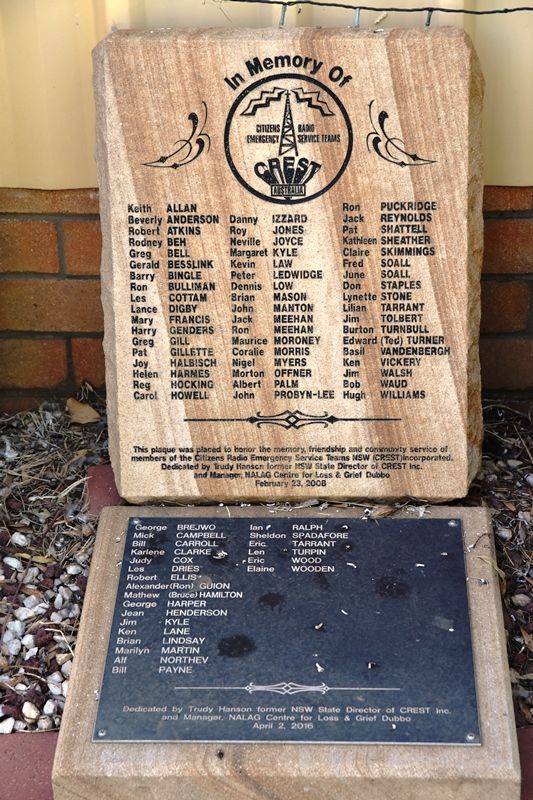 In Memory Of
CITIZENS RADIO
EMERGENCY SERVICE TEAMS
CREST
AUSTRALIA
Keith ALLAN
Beverly ANDERSON
Robert ATKINS
Rodney BEH
Greg BELL
Gerald BESSLINK
Barry BINGLE
Ron BULLIMAN
Les COTTAM
Lance DIGBY
Mary FRANCIS
Harry GENDERS
Greg GILL
Pat GILLETTE
Joy HALBISCH
Helen HARMES
Reg HOCKING
Carol HOWELL
Danny IZZARD
Roy JONES
Neville JOYCE
Margaret KYLE
Kevin LAW
Peter LEDWIDGE
Dennis LOW
Brian MASON
John MANTON
Jack MEEHAN
Ron MEEHAN
Maurice MORONEY
Coralie MORRIS
Nigel MYERS
Morton OFFNER
Albert PALM
John PROBYN-LEE
Ron PUCKRIDGE
Jack REYNOLDS
Pat SHATTELL
Kathleen SHEATHER
Claire SKIMMINGS
Fred SOALL
June SOALL
Don STAPLES
Lynette STONE
Lilian TARRANT
Jim TOLBERT
Burton TURNBULL
Edward (Ted) TURNER
Basil VANDENBERGH
Ken VICKERY
Jim WALSH
Bob WAUD
Hugh WILLIAMS
This plaque was placed to honor the memory, friendship and community service of
members of the Citizens Radio Emergency Service Teams NSW (CREST)Incorporated.
Dedicated by Trudy Hanson former NSW State Director of CREST Inc.
and Manager, NALAG Centre for Loss & Grief Dubbo
February 23, 2008
George BREJWO
Mick CAMPBELL
Bill CARROLL
Karlene CLARKE
Judy COX
Les DRIES
Robert ELLIS
Alexander(Ron) GUION
Mathew (Bruce) HAMILTON
George HARPER
Jean HENDERSON
Jim KYLE
Ken LANE
Brian LINDSAY
Marilyn MARTIN
Alf NORTHEV
Bill PAYNE
Ian RALPH
Sheldon SPADAFORE
Eric TARRANT
Len TURPIN
Eric WOOD
Elaine WOODEN
Dedicated by Trudy Hanson former NSW State Director of CREST Inc.
and Manager, NALAG Centre for Loss & Grief Dubbo
April 2, 2016